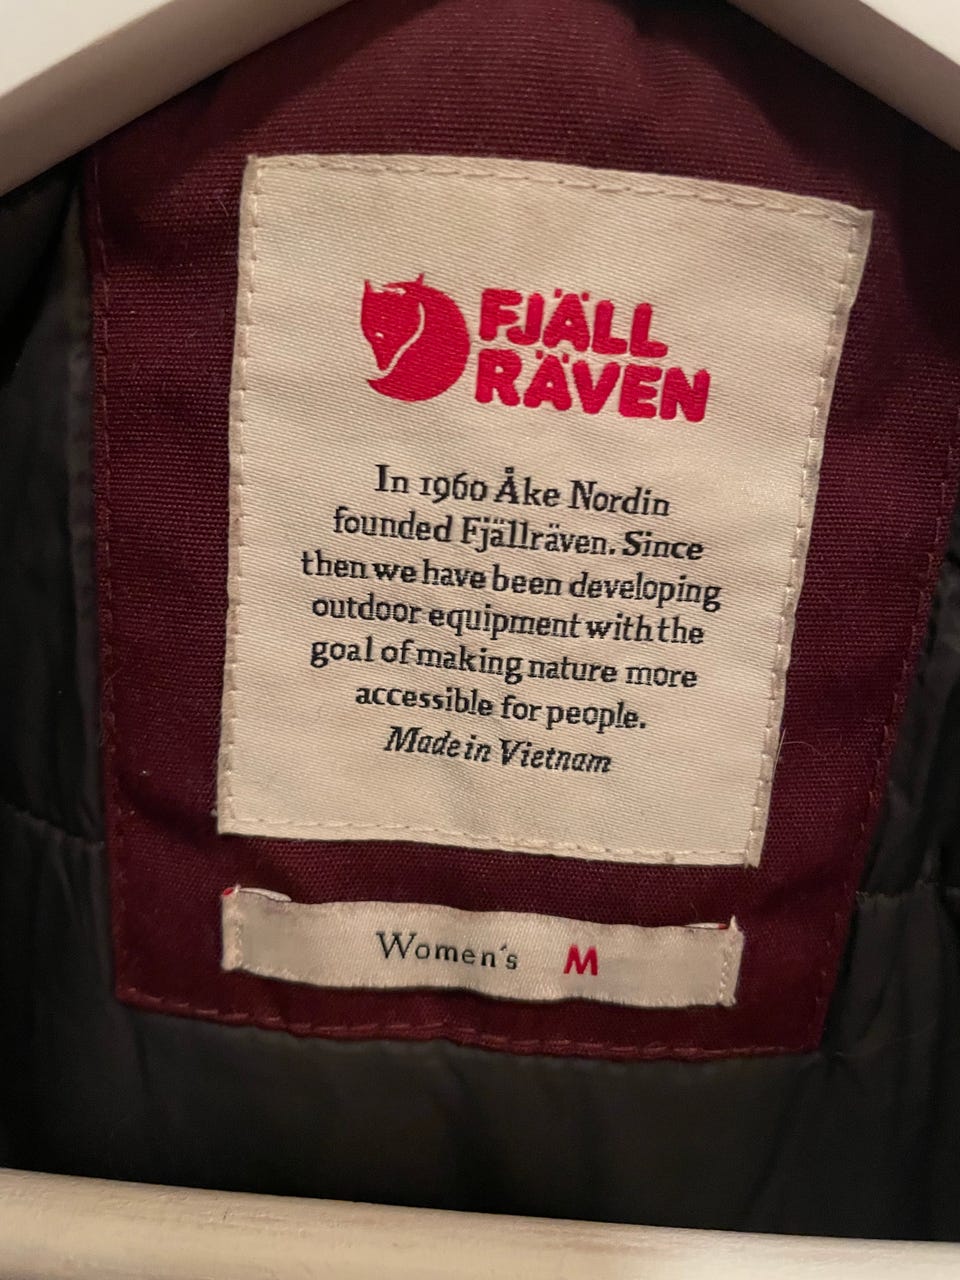 FJÄLL
RÄVEN
In 1960 Åke Nordin
founded Fjällräven. Since
then we have been developing
outdoor equipment with the
goal of making nature more
accessible for people.
Made in Vietnam
Women's M